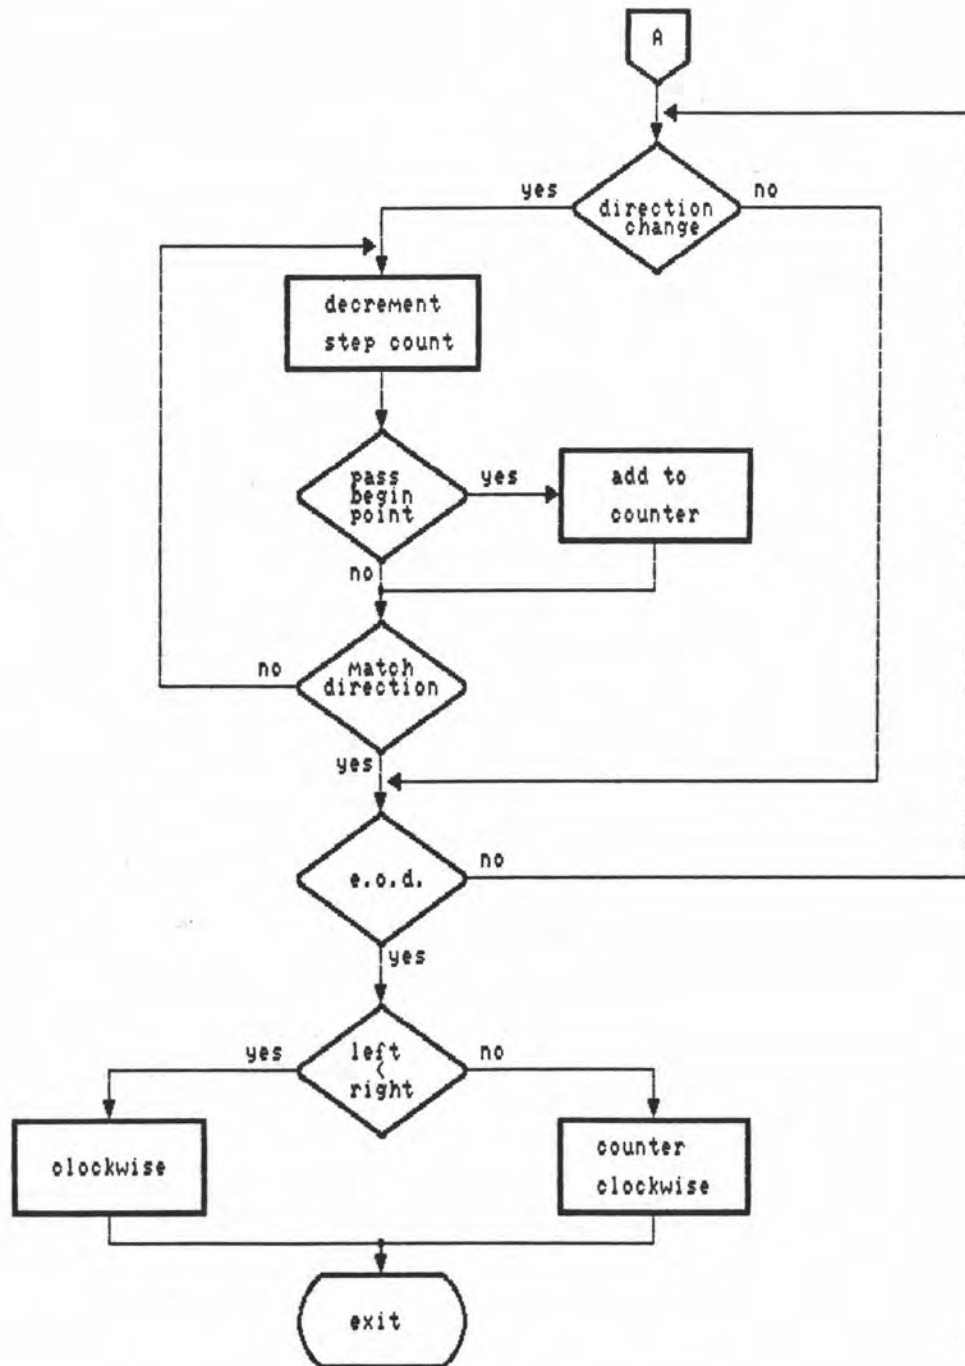 A
yes
direction
change
no
decrement
step count
pass
begin
point
yes
add to
counter
no
no
match
direction
yes
e.o.d.
no
yes
yes
left
<
right
no
clockwise
counter
clockwise
exit